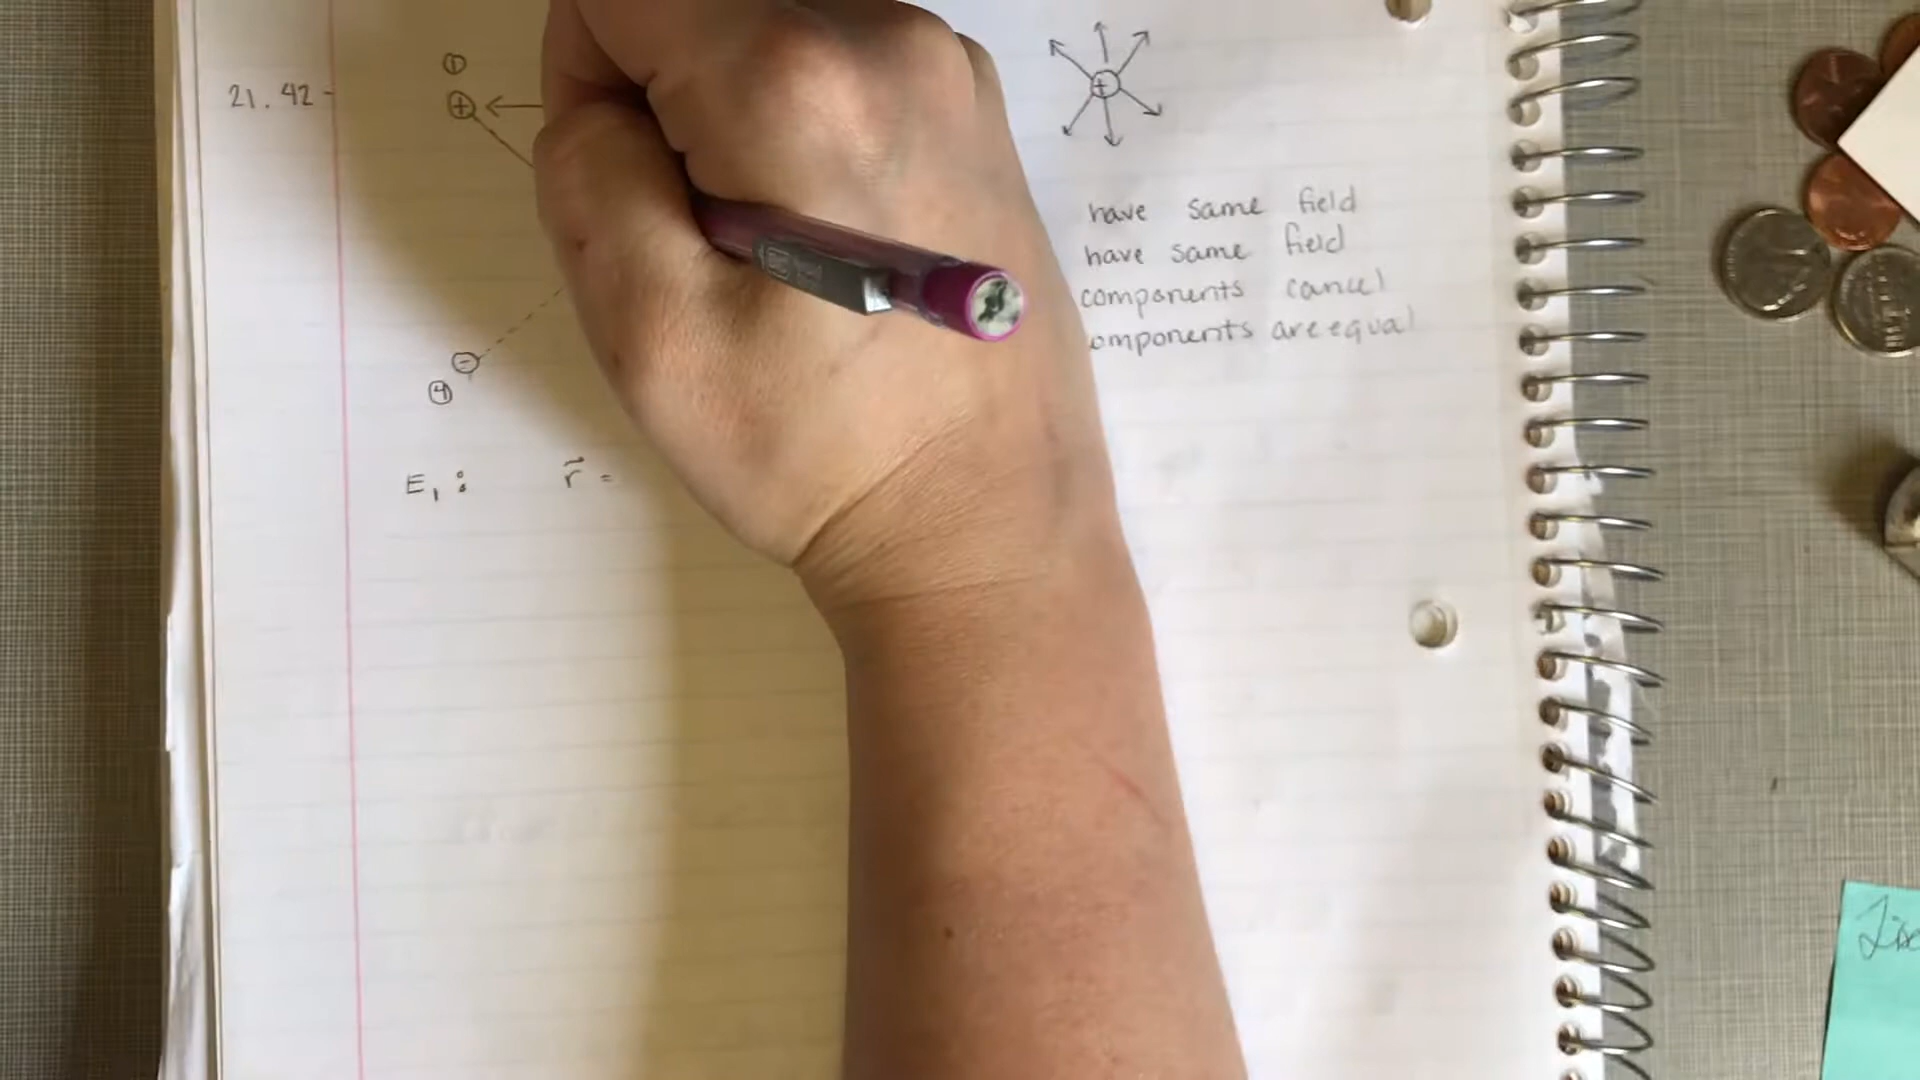 ①
21.42-
+
+
have same field
have same field
components cancel
omponents are equal
-
④
E₁: r⃗ =